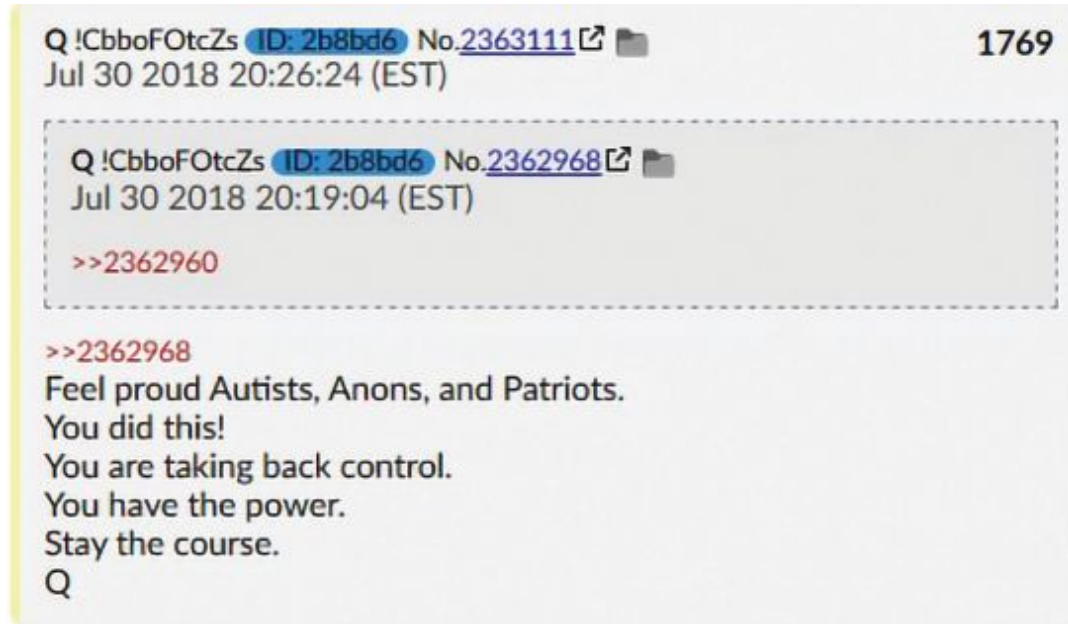 Q !CbboFOtcZs ID: 2b8bd6 No.2363111 1769
Jul 30 2018 20:26:24 (EST)
Q !CbboFOtcZs ID: 2b8bd6 No.2362968
Jul 30 2018 20:19:04 (EST)
>>2362960
>>2362968
Feel proud Autists, Anons, and Patriots.
You did this!
You are taking back control.
You have the power.
Stay the course.
Q